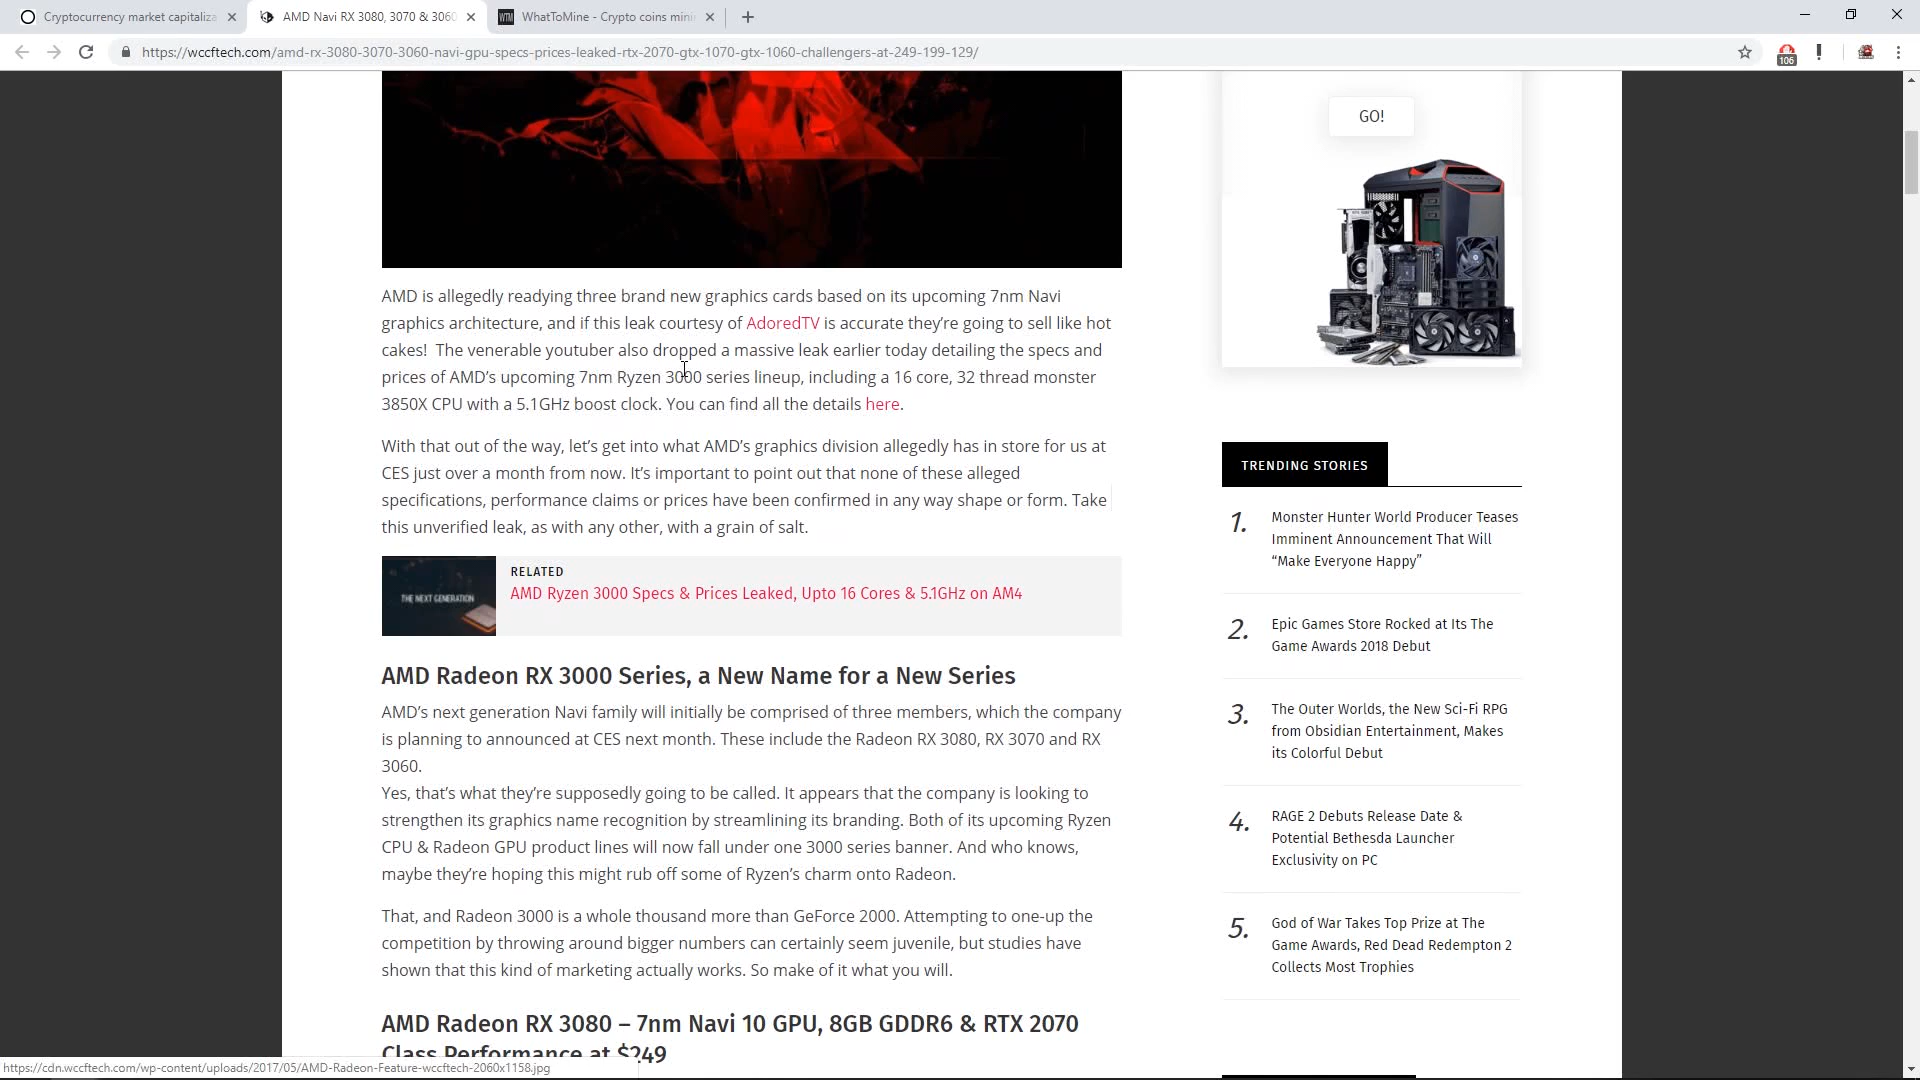 Cryptocurrency market capitaliza
AMD Navi RX 3080, 3070 & 3060
WTM
WhatToMine - Crypto coins mini
https://wccftech.com/amd-rx-3080-3070-3060-navi-gpu-specs-prices-leaked-rtx-2070-gtx-1070-gtx-1060-challengers-at-249-199-129/
106
GO!
AMD is allegedly readying three brand new graphics cards based on its upcoming 7nm Navi
graphics architecture, and if this leak courtesy of AdoredTV is accurate they're going to sell like hot
cakes!  The venerable youtuber also dropped a massive leak earlier today detailing the specs and
prices of AMD's upcoming 7nm Ryzen 3000 series lineup, including a 16 core, 32 thread monster
3850X CPU with a 5.1GHz boost clock. You can find all the details here.
With that out of the way, let's get into what AMD's graphics division allegedly has in store for us at
CES just over a month from now. It's important to point out that none of these alleged
specifications, performance claims or prices have been confirmed in any way shape or form. Take
this unverified leak, as with any other, with a grain of salt.
THE NEXT GENERATION
RELATED
AMD Ryzen 3000 Specs & Prices Leaked, Upto 16 Cores & 5.1GHz on AM4
AMD Radeon RX 3000 Series, a New Name for a New Series
AMD's next generation Navi family will initially be comprised of three members, which the company
is planning to announced at CES next month. These include the Radeon RX 3080, RX 3070 and RX
3060.
Yes, that's what they're supposedly going to be called. It appears that the company is looking to
strengthen its graphics name recognition by streamlining its branding. Both of its upcoming Ryzen
CPU & Radeon GPU product lines will now fall under one 3000 series banner. And who knows,
maybe they're hoping this might rub off some of Ryzen's charm onto Radeon.
That, and Radeon 3000 is a whole thousand more than GeForce 2000. Attempting to one-up the
competition by throwing around bigger numbers can certainly seem juvenile, but studies have
shown that this kind of marketing actually works. So make of it what you will.
AMD Radeon RX 3080 – 7nm Navi 10 GPU, 8GB GDDR6 & RTX 2070
Class Performance at $249
TRENDING STORIES
1.
Monster Hunter World Producer Teases
Imminent Announcement That Will
“Make Everyone Happy”
2.
Epic Games Store Rocked at Its The
Game Awards 2018 Debut
3.
The Outer Worlds, the New Sci-Fi RPG
from Obsidian Entertainment, Makes
its Colorful Debut
4.
RAGE 2 Debuts Release Date &
Potential Bethesda Launcher
Exclusivity on PC
5.
God of War Takes Top Prize at The
Game Awards, Red Dead Redempton 2
Collects Most Trophies
https://cdn.wccftech.com/wp-content/uploads/2017/05/AMD-Radeon-Feature-wccftech-2060x1158.jpg